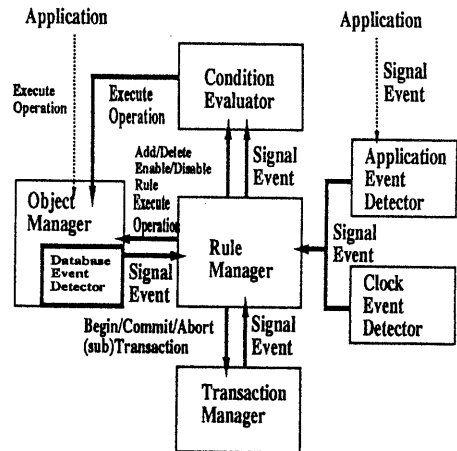 Application
Application
Execute
Operation
Execute
Operation
Condition
Evaluator
Signal
Event
Add/Delete
Enable/Disable
Rule
Execute
Operation
Signal
Event
Application
Event
Detector
Object
Manager
Database
Event
Detector
Signal
Event
Rule
Manager
Signal
Event
Clock
Event
Detector
Begin/Commit/Abort
(sub)Transaction
Signal
Event
Transaction
Manager